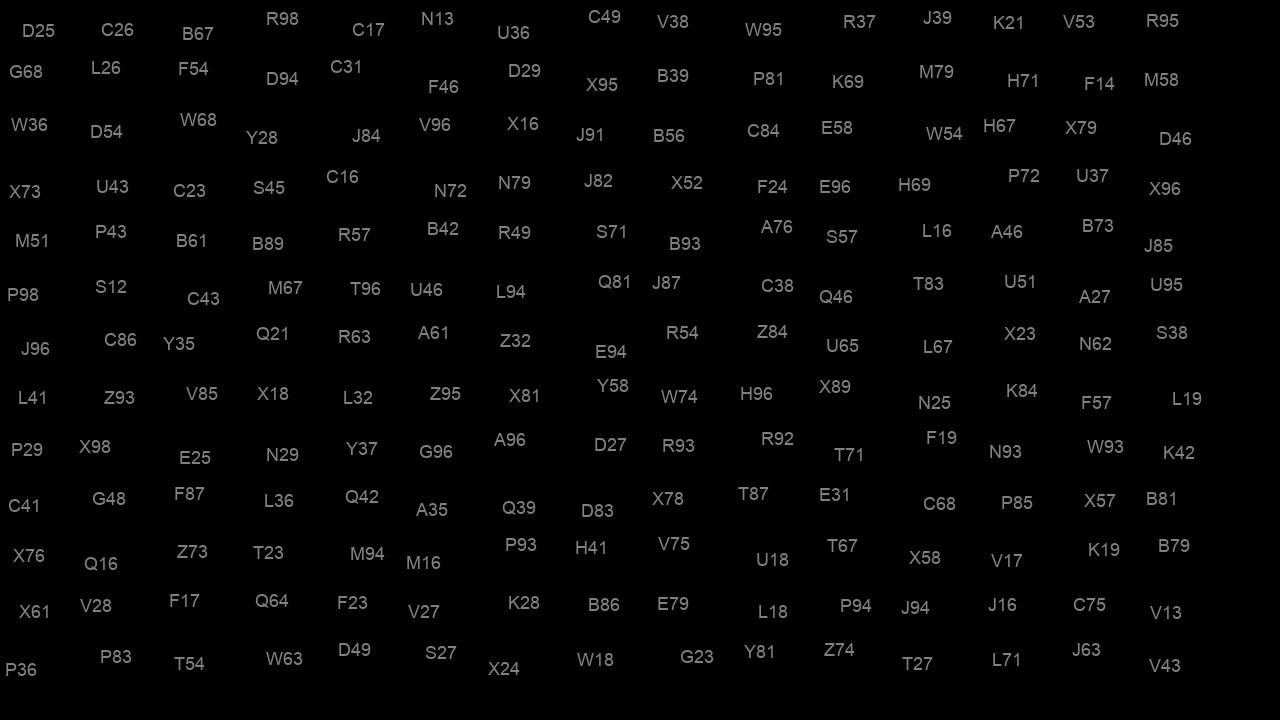 D25 C26 B67 R98 C17 N13 U36 C49 V38 W95 R37 J39 K21 V53 R95
G68 L26 F54 D94 C31 F46 D29 X95 B39 P81 K69 M79 H71 F14 M58
W36 D54 W68 Y28 J84 V96 X16 J91 B56 C84 E58 W54 H67 X79 D46
X73 U43 C23 S45 C16 N72 N79 J82 X52 F24 E96 H69 P72 U37 X96
M51 P43 B61 B89 R57 B42 R49 S71 B93 A76 S57 L16 A46 B73 J85
P98 S12 C43 M67 T96 U46 L94 Q81 J87 C38 Q46 T83 U51 A27 U95
J96 C86 Y35 Q21 R63 A61 Z32 E94 R54 Z84 U65 L67 X23 N62 S38
L41 Z93 V85 X18 L32 Z95 X81 Y58 W74 H96 X89 N25 K84 F57 L19
P29 X98 E25 N29 Y37 G96 A96 D27 R93 R92 T71 F19 N93 W93 K42
C41 G48 F87 L36 Q42 A35 Q39 D83 X78 T87 E31 C68 P85 X57 B81
X76 Q16 Z73 T23 M94 M16 P93 H41 V75 U18 T67 X58 V17 K19 B79
X61 V28 F17 Q64 F23 V27 K28 B86 E79 L18 P94 J94 J16 C75 V13
P36 P83 T54 W63 D49 S27 X24 W18 G23 Y81 Z74 T27 L71 J63 V43